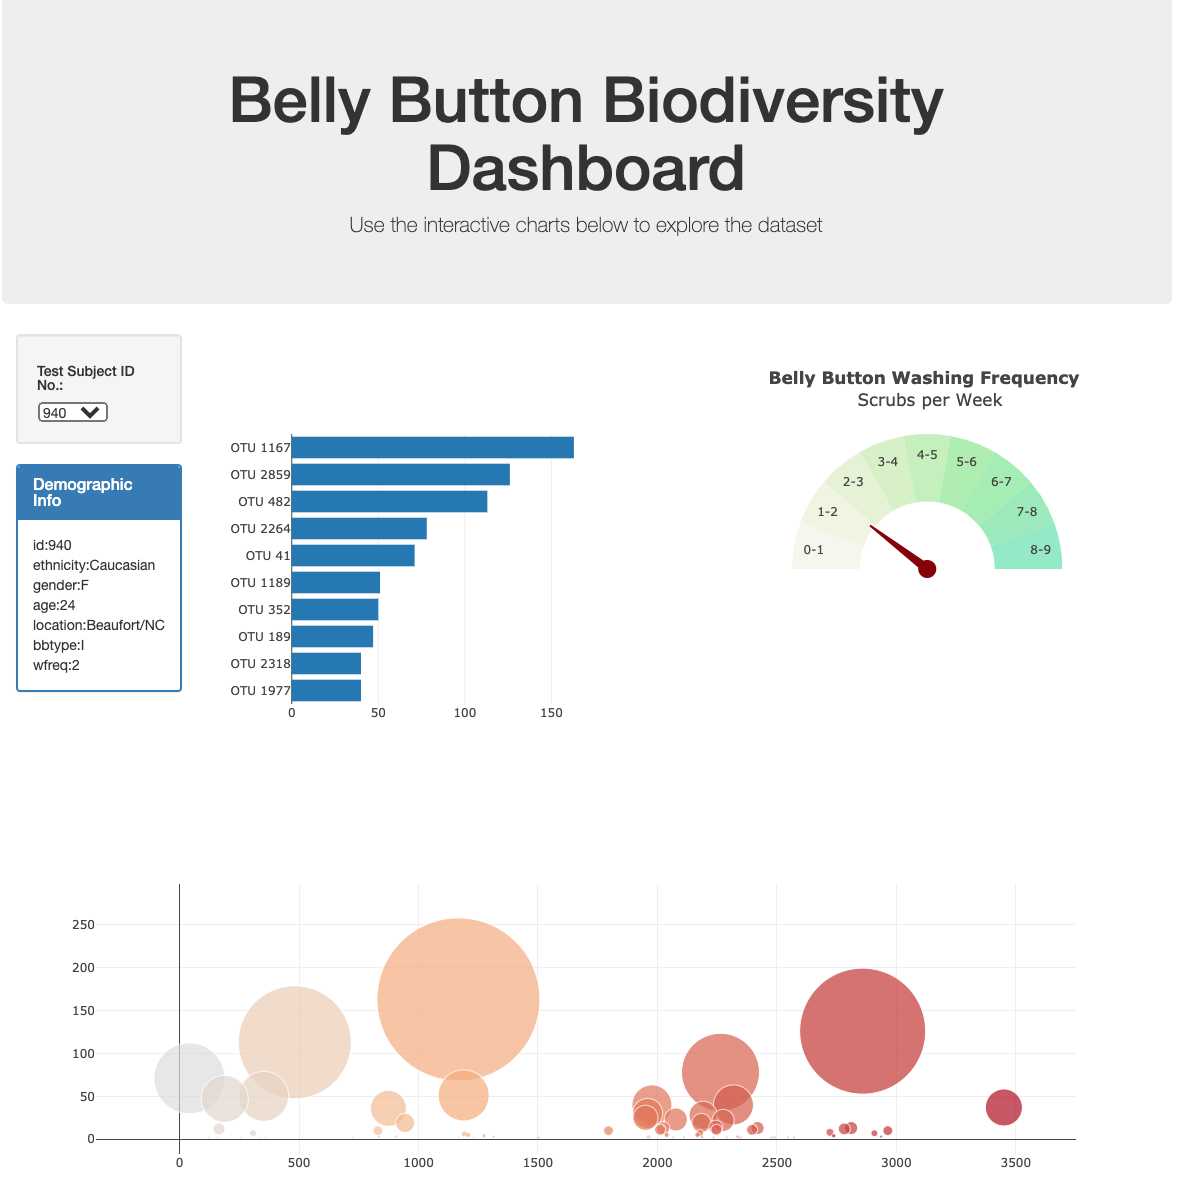 Belly Button Biodiversity
Dashboard
Use the interactive charts below to explore the dataset
Test Subject ID
No.:
940
Demographic
Info
id:940
ethnicity:Caucasian
gender:F
age:24
location:Beaufort/NC
bbtype:I
wfreq:2
OTU 1167
OTU 2859
OTU 482
OTU 2264
OTU 41
OTU 1189
OTU 352
OTU 189
OTU 2318
OTU 1977
0 50 100 150
Belly Button Washing Frequency
Scrubs per Week
0-1
1-2
2-3
3-4
4-5
5-6
6-7
7-8
8-9
250
200
150
100
50
0
0 500 1000 1500 2000 2500 3000 3500